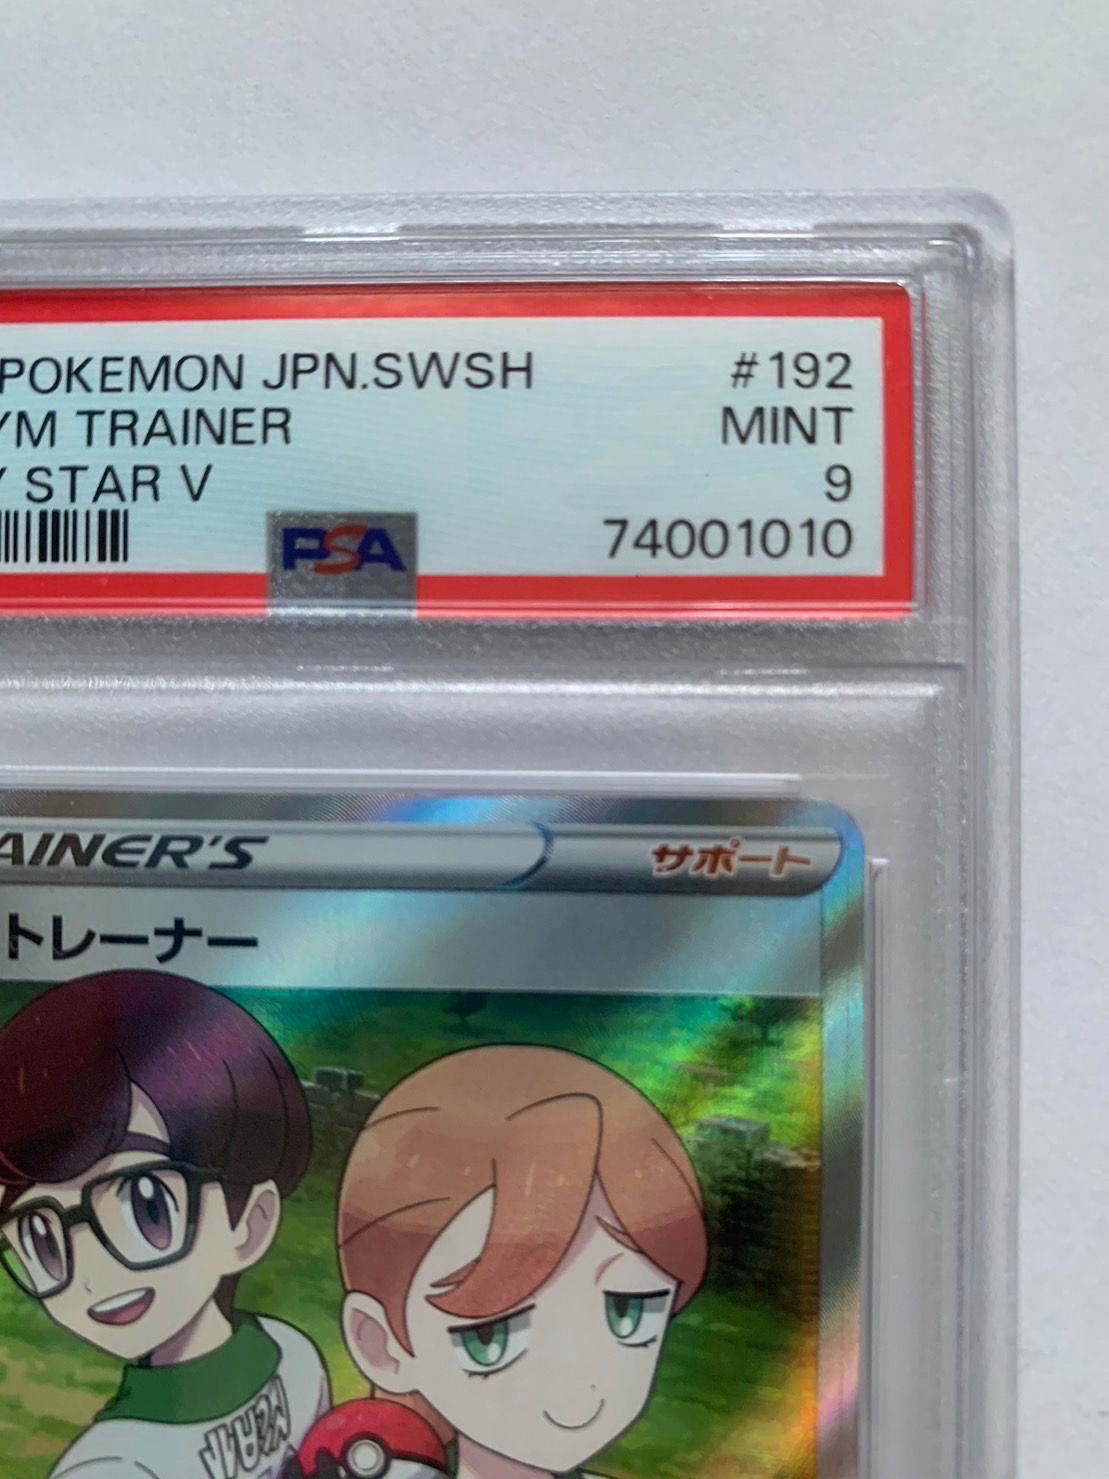 POKEMON JPN.SWSH #192
YM TRAINER MINT
Y STAR V 9
PSA 74001010
AINER'S サポート
トレーナー